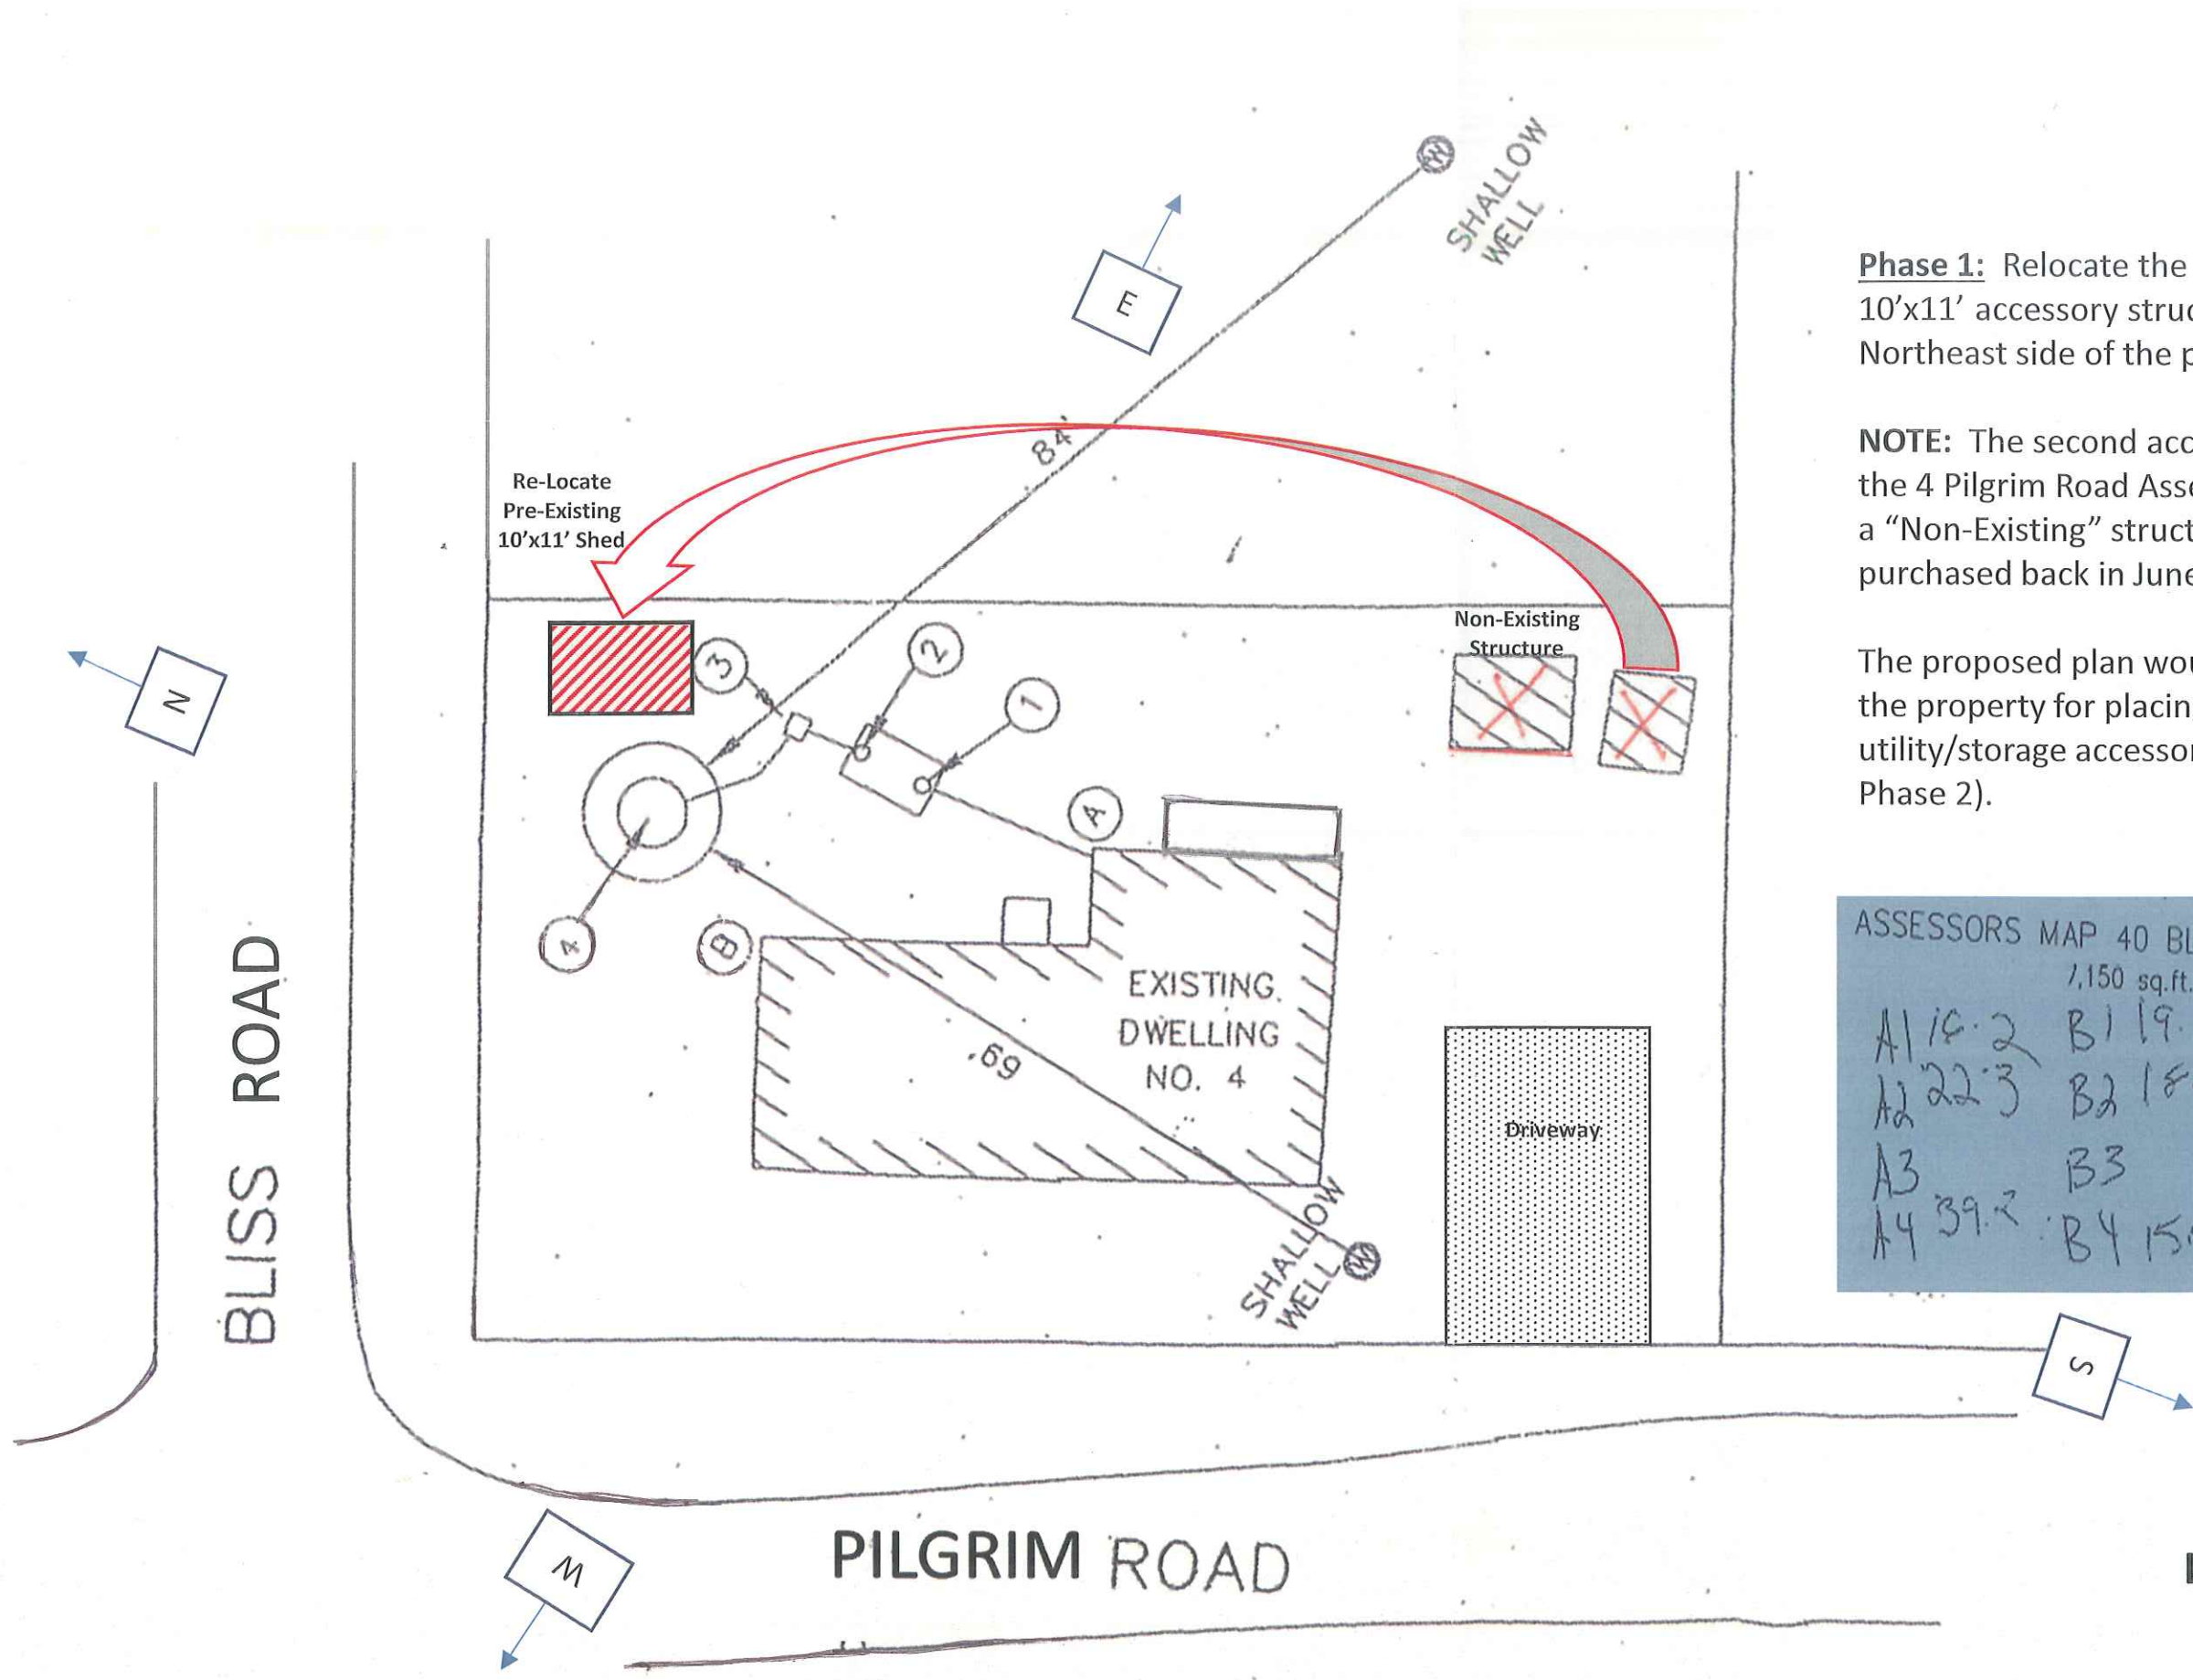 SHALLOW
WELL
E
84'
Re-Locate
Pre-Existing
10'x11' Shed
N
3
2
1
Non-Existing
Structure
A
4
B
EXISTING
DWELLING
NO. 4
69'
Driveway
SHALLOW
WELL
W
W
BLISS ROAD
PILGRIM ROAD
W
S
Phase 1: Relocate the
10'x11' accessory struc
Northeast side of the p
NOTE: The second acc
the 4 Pilgrim Road Asse
a “Non-Existing” struct
purchased back in June
The proposed plan wou
the property for placin
utility/storage accessor
Phase 2).
ASSESSORS MAP 40 BL
7,150 sq.ft.
A1 B1 19.
A2 22.3 B2 18
A3 B3
A4 39.2 B4 15.